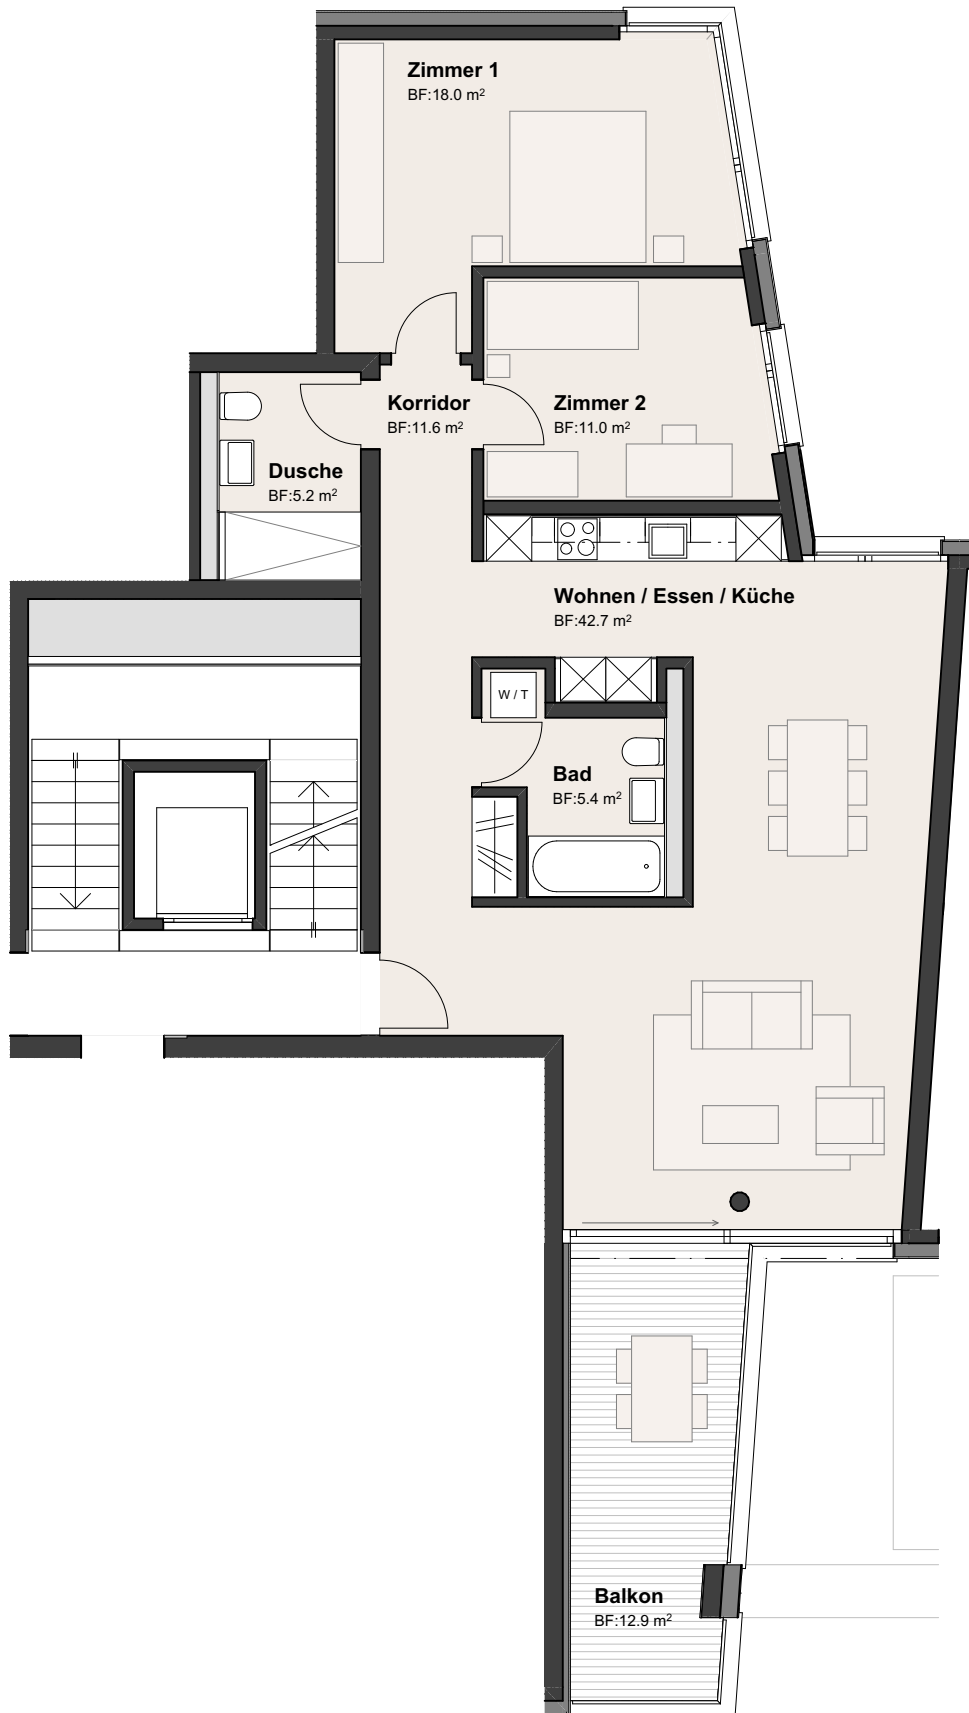 Zimmer 1
BF:18.0 m²
Korridor
BF:11.6 m²
Zimmer 2
BF:11.0 m²
Dusche
BF:5.2 m²
Wohnen / Essen / Küche
BF:42.7 m²
W / T
Bad
BF:5.4 m²
Balkon
BF:12.9 m²